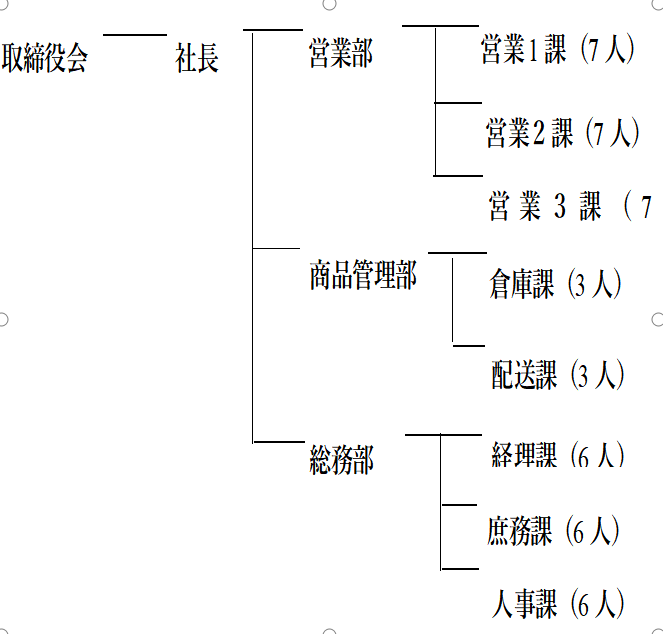 取締役会
社長
営業部
営業1課（7人）
営業2課（7人）
営業3課（7
商品管理部
倉庫課（3人）
配送課（3人）
総務部
経理課（6人）
庶務課（6人）
人事課（6人）